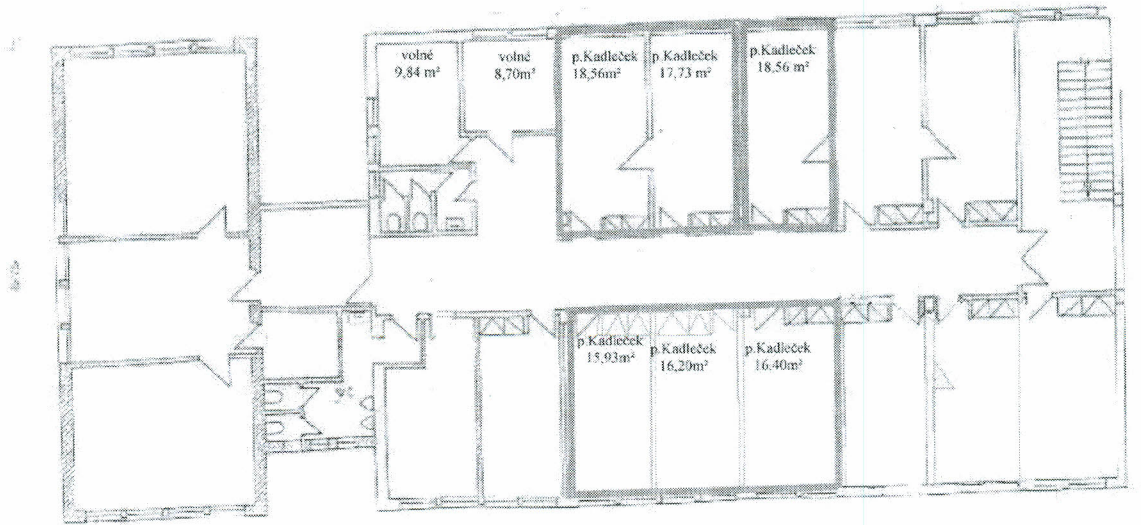 volné
9,84 m²
volné
8,70m²
p.Kadleček
18,56m²
p.Kadleček
17,73 m²
p.Kadleček
18,56 m²
p.Kadleček
15,93m²
p.Kadleček
16,20m²
p.Kadleček
16,40m²